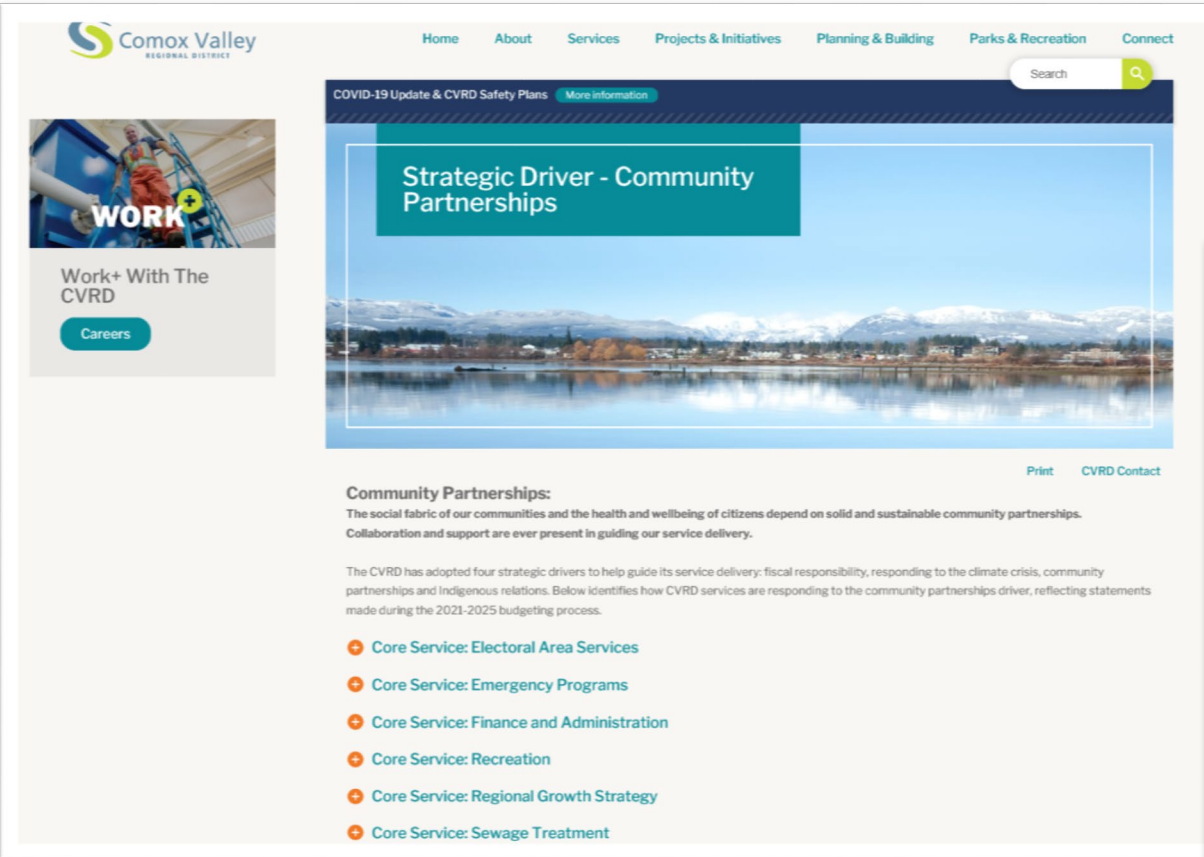 Comox Valley
REGIONAL DISTRICT
Home About Services Projects & Initiatives Planning & Building Parks & Recreation Connect
Search
COVID-19 Update & CVRD Safety Plans More information
WORK+
Work+ With The
CVRD
Careers
Strategic Driver - Community
Partnerships
Print CVRD Contact
Community Partnerships:
The social fabric of our communities and the health and wellbeing of citizens depend on solid and sustainable community partnerships.
Collaboration and support are ever present in guiding our service delivery.
The CVRD has adopted four strategic drivers to help guide its service delivery: fiscal responsibility, responding to the climate crisis, community
partnerships and Indigenous relations. Below identifies how CVRD services are responding to the community partnerships driver, reflecting statements
made during the 2021-2025 budgeting process.
Core Service: Electoral Area Services
Core Service: Emergency Programs
Core Service: Finance and Administration
Core Service: Recreation
Core Service: Regional Growth Strategy
Core Service: Sewage Treatment